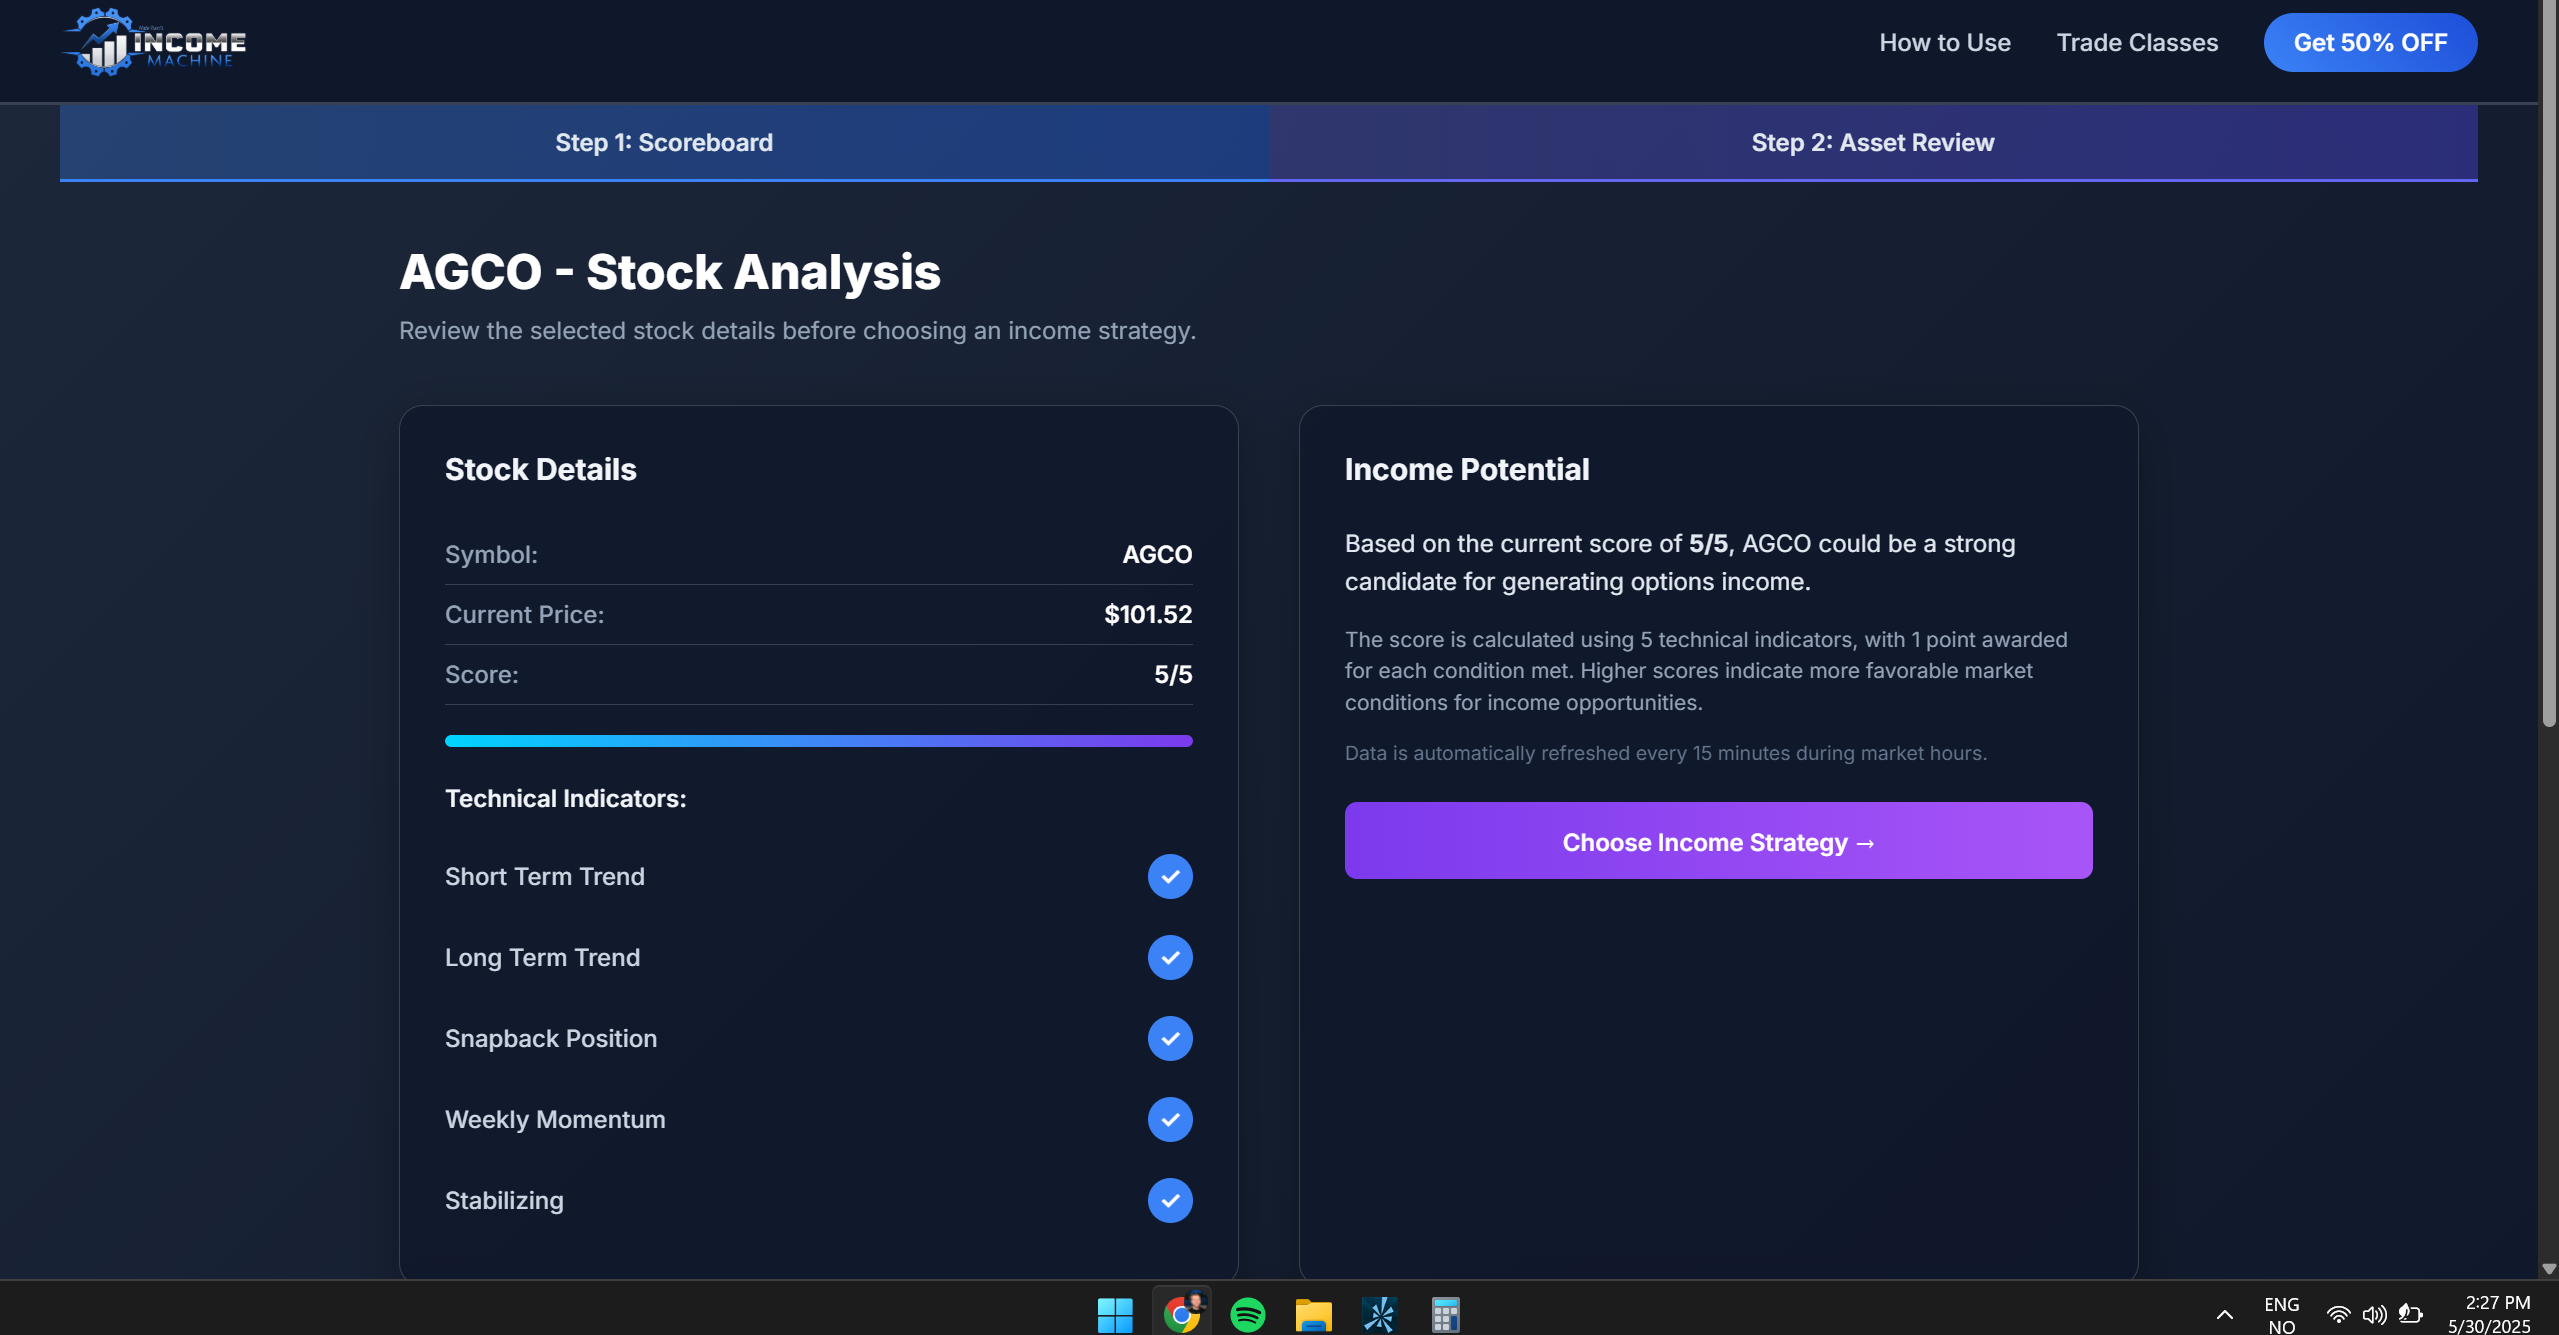 INCOME
MACHINE
How to Use
Trade Classes
Get 50% OFF
Step 1: Scoreboard
Step 2: Asset Review
AGCO - Stock Analysis
Review the selected stock details before choosing an income strategy.
Stock Details
Symbol:
AGCO
Current Price:
$101.52
Score:
5/5
Technical Indicators:
Short Term Trend
Long Term Trend
Snapback Position
Weekly Momentum
Stabilizing
Income Potential
Based on the current score of 5/5, AGCO could be a strong
candidate for generating options income.
The score is calculated using 5 technical indicators, with 1 point awarded
for each condition met. Higher scores indicate more favorable market
conditions for income opportunities.
Data is automatically refreshed every 15 minutes during market hours.
Choose Income Strategy →
ENG
NO
2:27 PM
5/30/2025